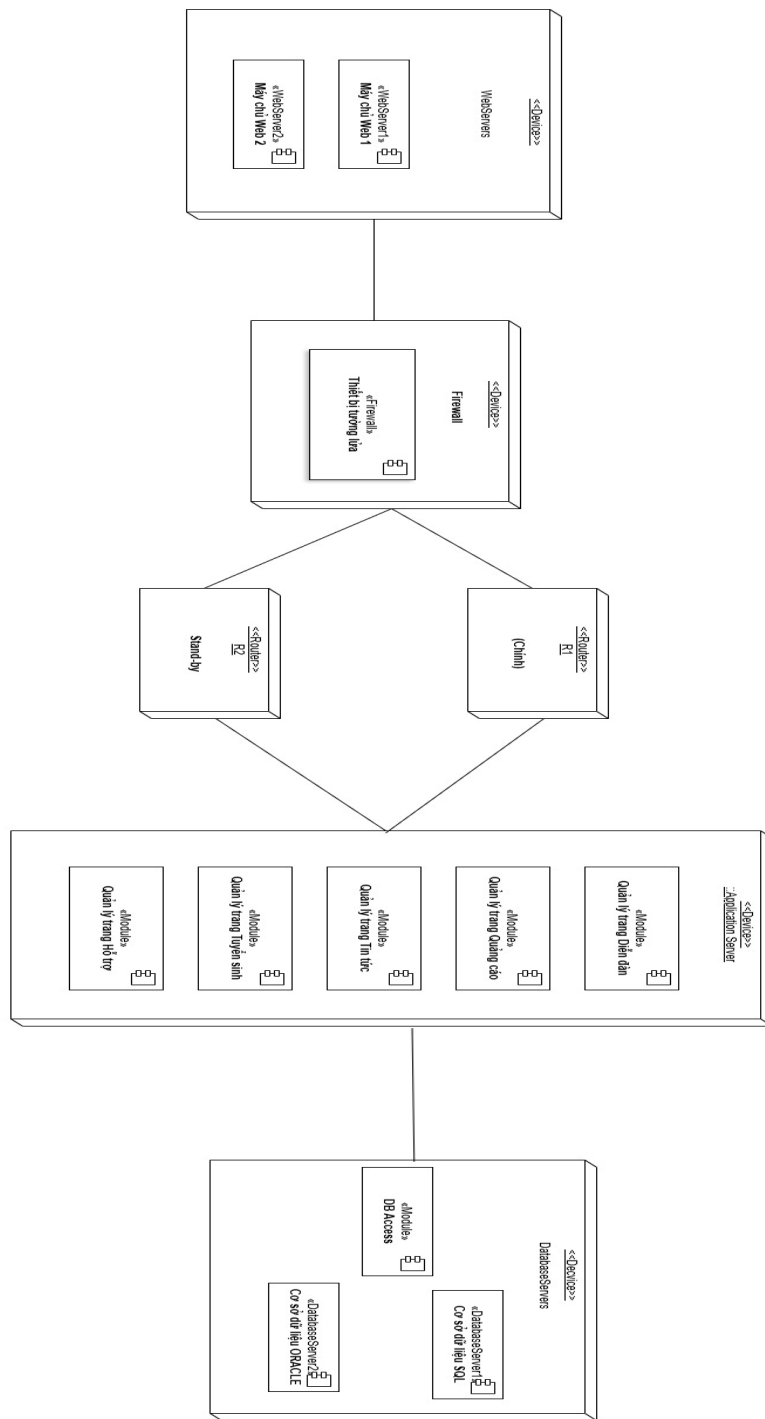 <<Device>>
WebServers
«WebServer1»
Máy chủ Web 1
«WebServer2»
Máy chủ Web 2
<<Device>>
Firewall
«Firewall»
Thiết bị tường lửa
<<Router>>
R1
(Chính)
<<Router>>
R2
Stand-by
<<Device>>
::Application Server
«Module»
Quản lý trang Diễn đàn
«Module»
Quản lý trang Quảng cáo
«Module»
Quản lý trang Tin tức
«Module»
Quản lý trang Tuyển sinh
«Module»
Quản lý trang Hỗ trợ
<<Decvice>>
DatabaseServers
«Module»
DB Access
«DatabaseServer1»
Cơ sở dữ liệu SQL
«DatabaseServer2»
Cơ sở dữ liệu ORACLE